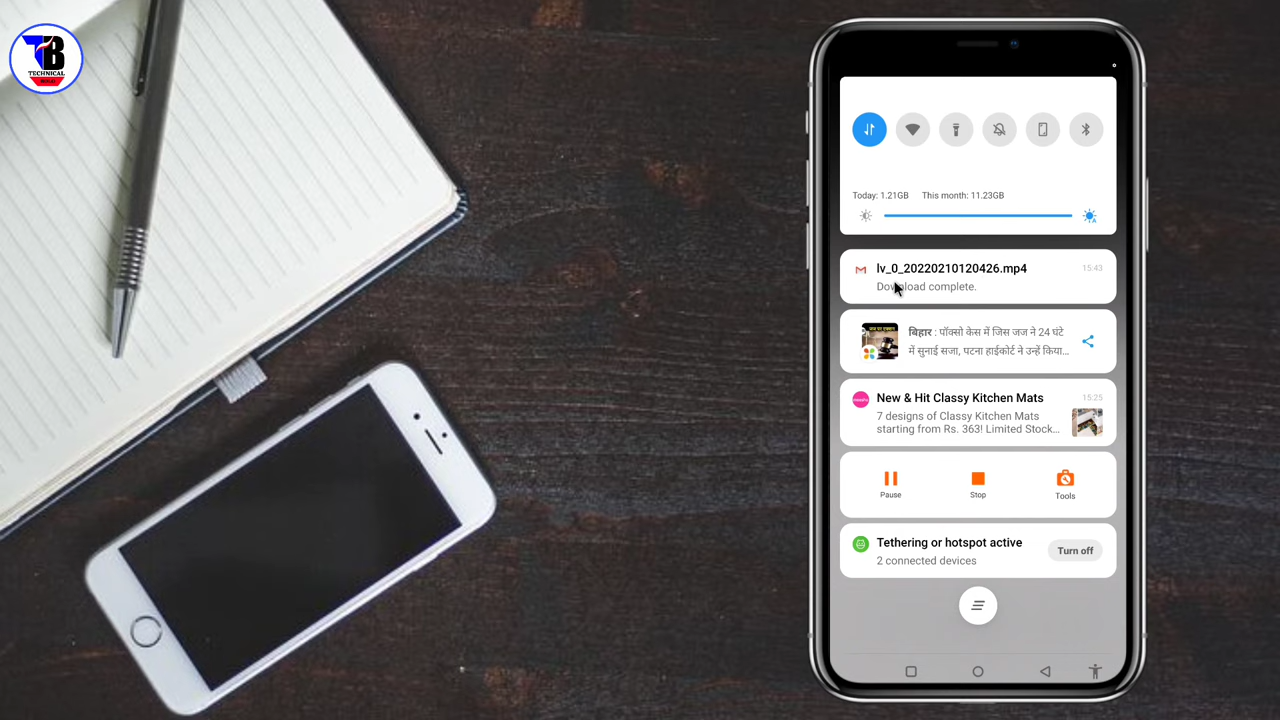 TB
TECHNICAL
Today: 1.21GB This month: 11.23GB
A
lv_0_20220210120426.mp4 15:43
Download complete.
बिहार : पॉक्सो केस में जिस जज ने 24 घंटे
में सुनाई सजा, पटना हाईकोर्ट ने उन्हें किया...
New & Hit Classy Kitchen Mats 15:25
7 designs of Classy Kitchen Mats
starting from Rs. 363! Limited Stock...
Pause Stop Tools
Tethering or hotspot active
2 connected devices
Turn off